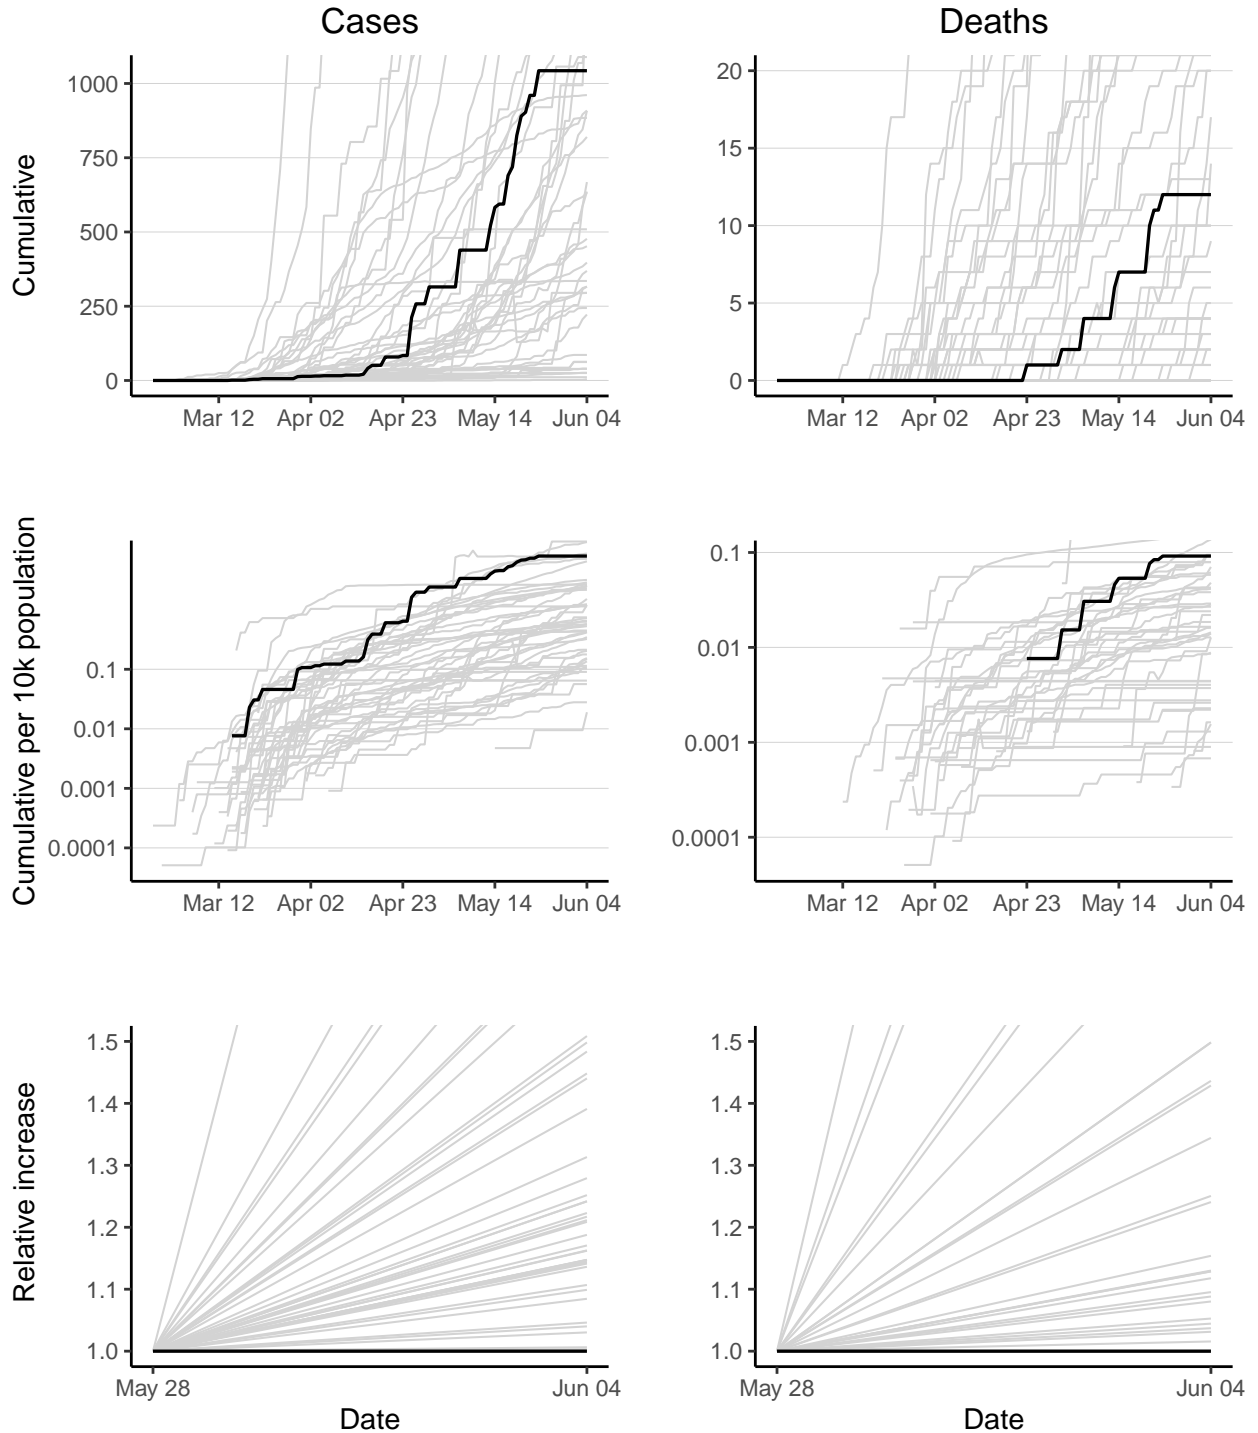 Cases
Deaths
Cumulative
1000
750
500
250
0
Mar 12 Apr 02 Apr 23 May 14 Jun 04
20
15
10
5
0
Mar 12 Apr 02 Apr 23 May 14 Jun 04
Cumulative per 10k population
0.1
0.01
0.001
0.0001
Mar 12 Apr 02 Apr 23 May 14 Jun 04
0.1
0.01
0.001
0.0001
Mar 12 Apr 02 Apr 23 May 14 Jun 04
Relative increase
1.5
1.4
1.3
1.2
1.1
1.0
May 28 Jun 04
Date
1.5
1.4
1.3
1.2
1.1
1.0
May 28 Jun 04
Date